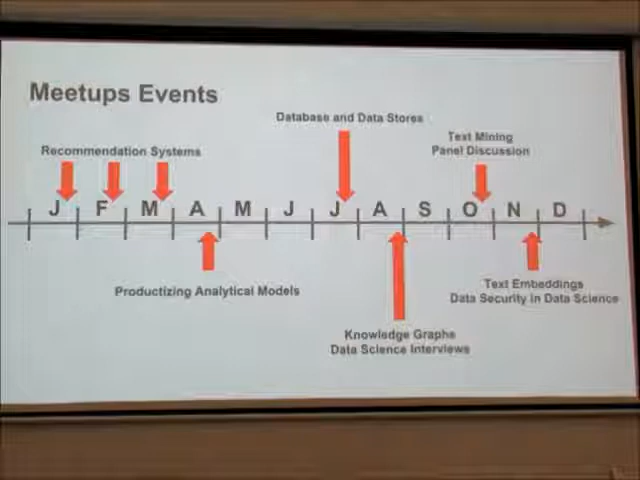 Meetups Events
Database and Data Stores
Text Mining
Panel Discussion
Recommendation Systems
J F M A M J J A S O N D
Productizing Analytical Models
Text Embeddings
Data Security in Data Science
Knowledge Graphs
Data Science Interviews